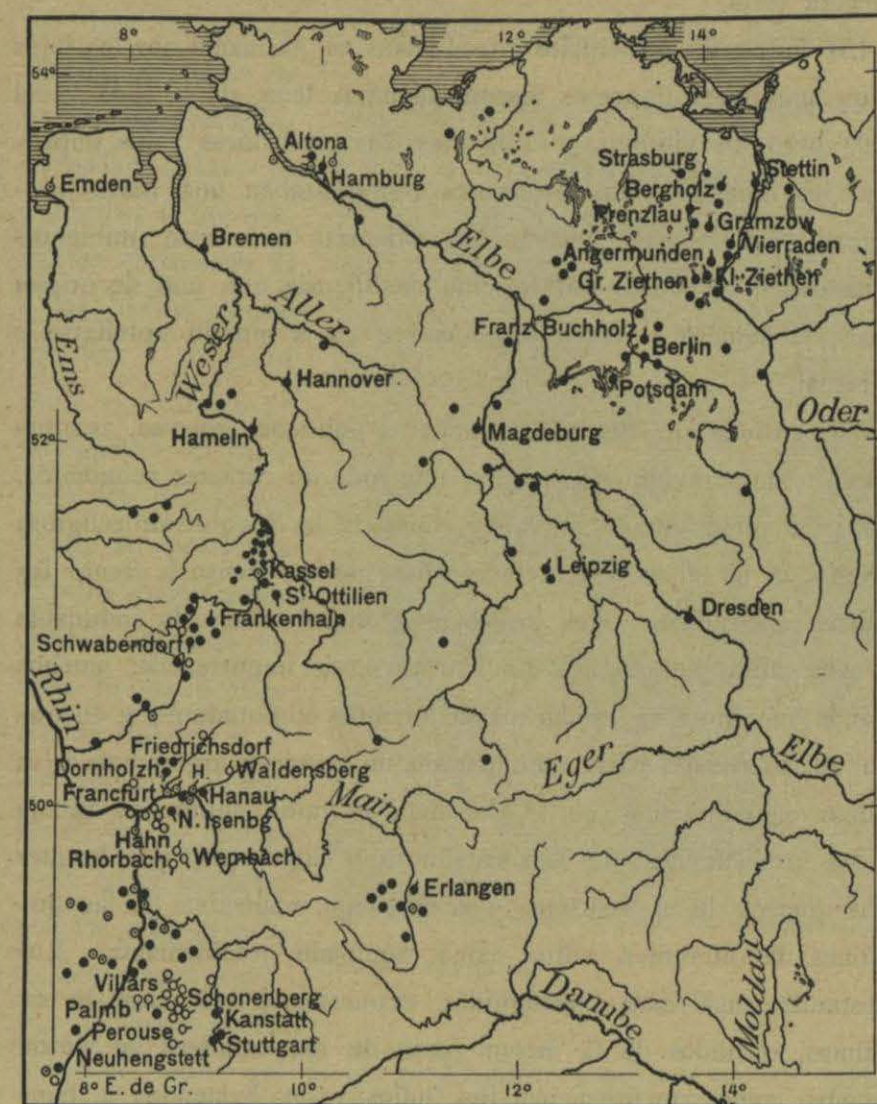 8°
12°
14°
54°
Altona
Strasburg
Stettin
Emden
Hamburg
Bergholz
Prenzlau
Gramzow
Bremen
Elbe
Vierraden
Angermunden
Gr. Ziethen
Kl. Ziethen
Aller
Franz Buchholz
Berlin
Ems
Weser
Hannover
Potsdam
Oder
52°
Hameln
Magdeburg
Kassel
Leipzig
St Ottilien
Frankenhain
Dresden
Schwabendorf
Rhin
Friedrichsdorf
Elbe
Dornholzh
H.
Waldensberg
Eger
Francfurt
Hanau
Main
50°
N. Isenbg
Hahn
Rhorbach
Wembach
Erlangen
Villars
Schonenberg
Moldau
Palmb
Kanstatt
Danube
Perouse
Stuttgart
Neuhengstett
8° E. de Gr.
10°
12°
14°